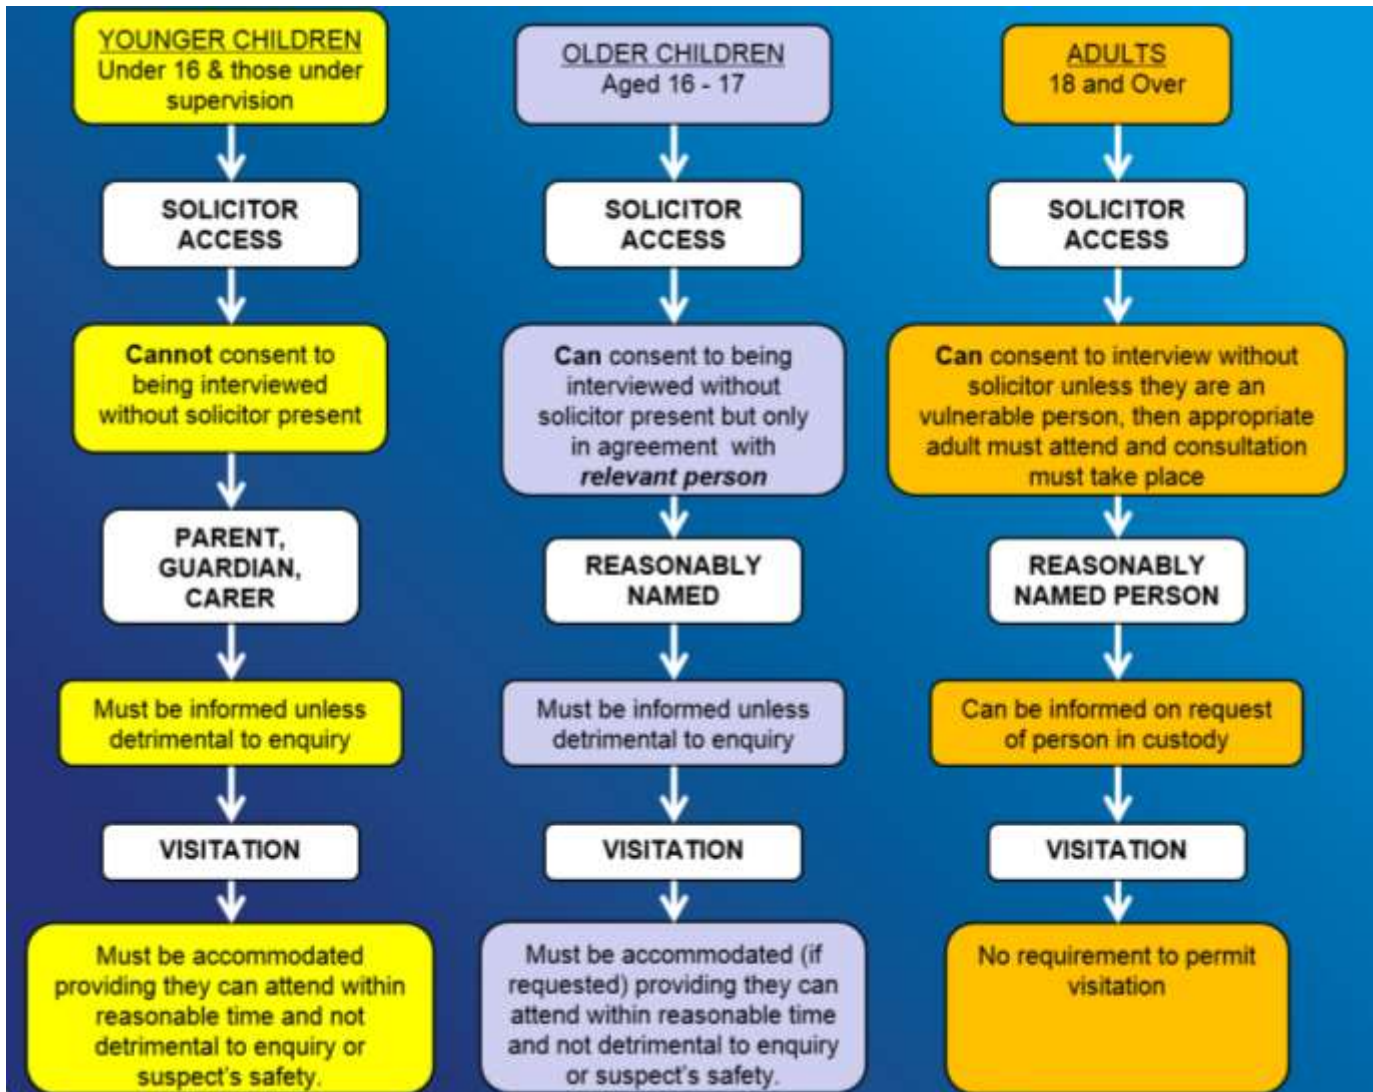 YOUNGER CHILDREN
Under 16 & those under
supervision
SOLICITOR
ACCESS
Cannot consent to
being interviewed
without solicitor present
PARENT,
GUARDIAN,
CARER
Must be informed unless
detrimental to enquiry
VISITATION
Must be accommodated
providing they can attend within
reasonable time and not
detrimental to enquiry or
suspect's safety.
OLDER CHILDREN
Aged 16 - 17
SOLICITOR
ACCESS
Can consent to being
interviewed without
solicitor present but only
in agreement with
relevant person
REASONABLY
NAMED
Must be informed unless
detrimental to enquiry
VISITATION
Must be accommodated (if
requested) providing they can
attend within reasonable time
and not detrimental to enquiry
or suspect's safety.
ADULTS
18 and Over
SOLICITOR
ACCESS
Can consent to interview without
solicitor unless they are an
vulnerable person, then appropriate
adult must attend and consultation
must take place
REASONABLY
NAMED PERSON
Can be informed on request
of person in custody
VISITATION
No requirement to permit
visitation